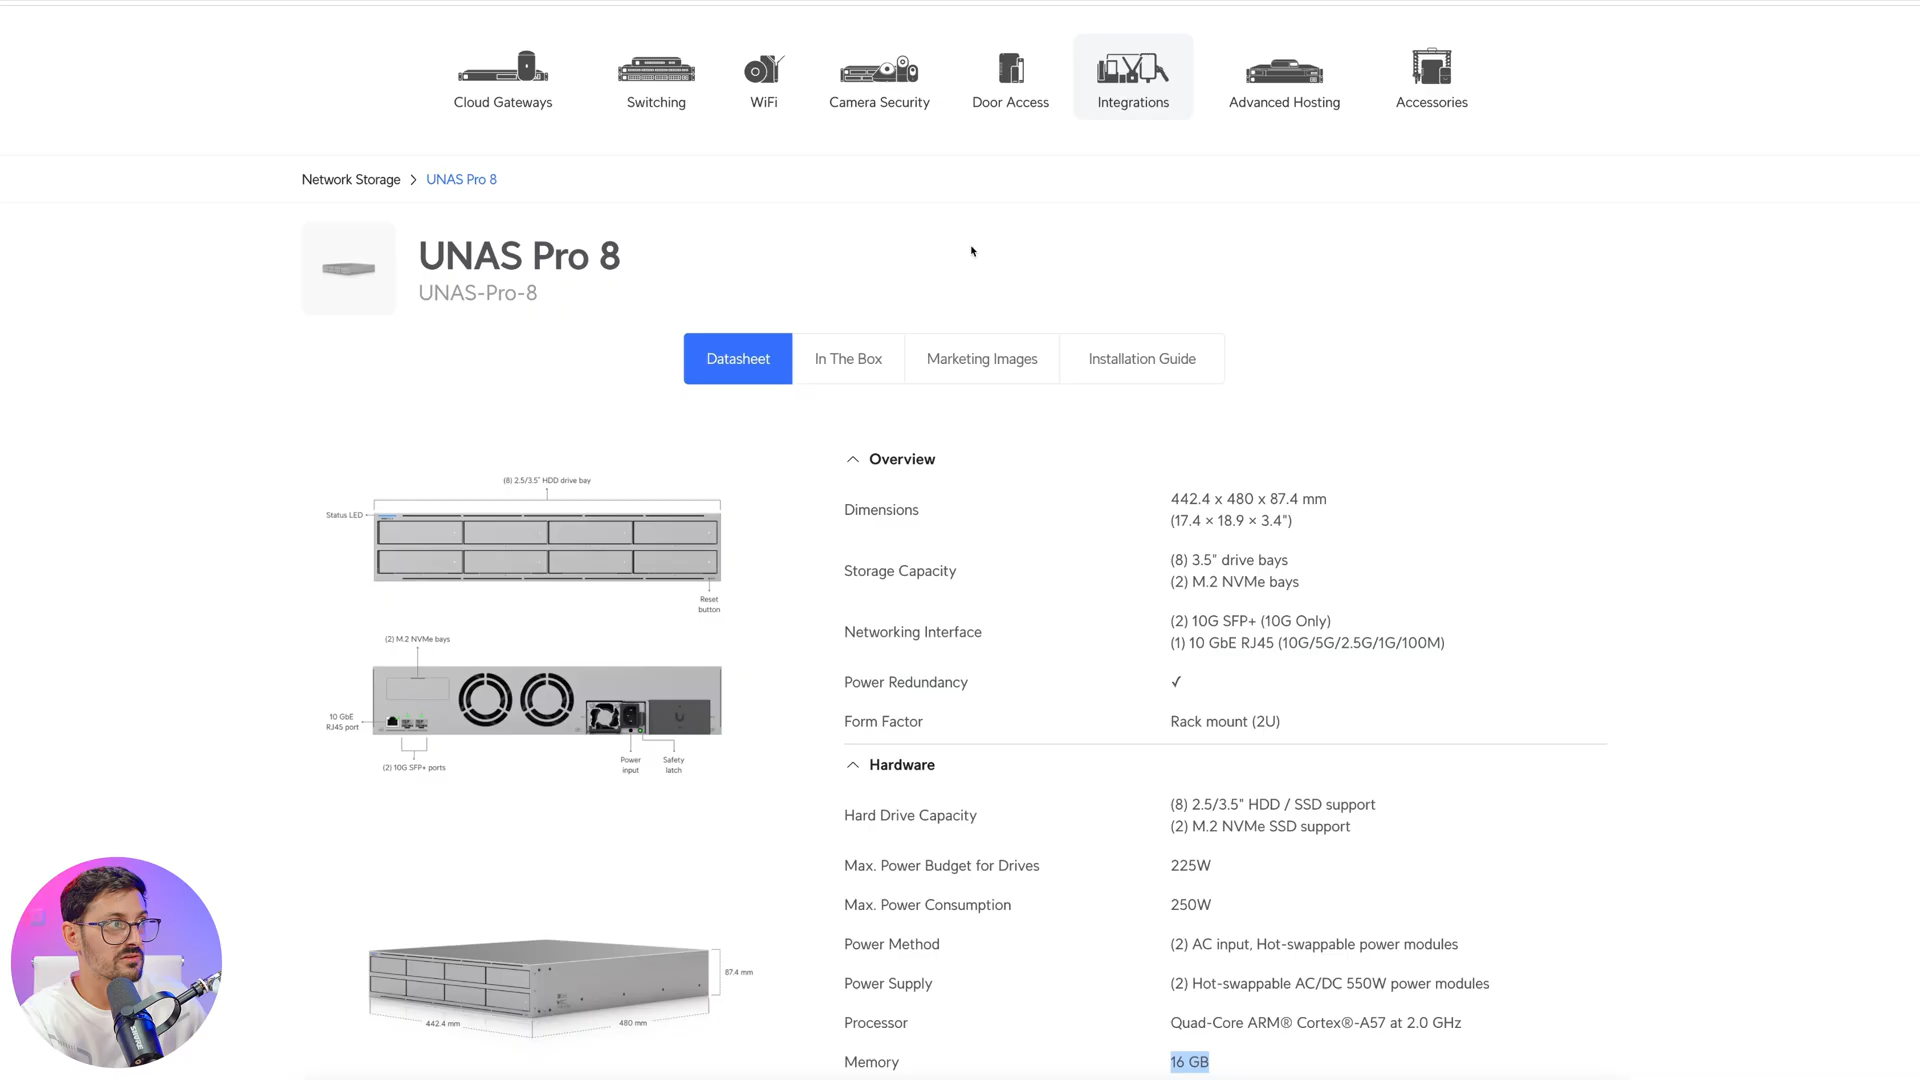 Cloud Gateways
Switching
WiFi
Camera Security
Door Access
Integrations
Advanced Hosting
Accessories
Network Storage > UNAS Pro 8
UNAS Pro 8
UNAS-Pro-8
Datasheet
In The Box
Marketing Images
Installation Guide
(8) 2.5/3.5" HDD drive bay
Status LED
Reset
button
(2) M.2 NVMe bays
10 GbE
RJ45 port
(2) 10G SFP+ ports
Power
input
Safety
latch
87.4 mm
442.4 mm
480 mm
Overview
Dimensions
442.4 x 480 x 87.4 mm
(17.4 × 18.9 × 3.4")
Storage Capacity
(8) 3.5" drive bays
(2) M.2 NVMe bays
Networking Interface
(2) 10G SFP+ (10G Only)
(1) 10 GbE RJ45 (10G/5G/2.5G/1G/100M)
Power Redundancy
✓
Form Factor
Rack mount (2U)
Hardware
Hard Drive Capacity
(8) 2.5/3.5" HDD / SSD support
(2) M.2 NVMe SSD support
Max. Power Budget for Drives
225W
Max. Power Consumption
250W
Power Method
(2) AC input, Hot-swappable power modules
Power Supply
(2) Hot-swappable AC/DC 550W power modules
Processor
Quad-Core ARM® Cortex®-A57 at 2.0 GHz
Memory
16 GB
SHURE